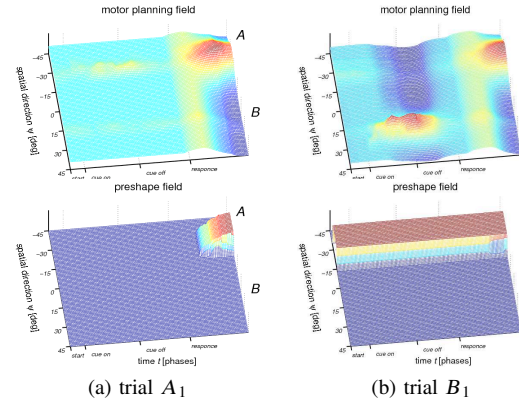 motor planning field
A
B
spatial direction ψ [deg]
-45
-30
-15
0
15
30
45
start
cue on
cue off
responce
preshape field
A
B
spatial direction ψ [deg]
-45
-30
-15
0
15
30
45
start
cue on
cue off
responce
time t [phases]
(a) trial A1
motor planning field
spatial direction ψ [deg]
-45
-30
-15
0
15
30
45
start
cue on
cue off
responce
preshape field
spatial direction ψ [deg]
-45
-30
-15
0
15
30
45
start
cue on
cue off
responce
time t [phases]
(b) trial B1